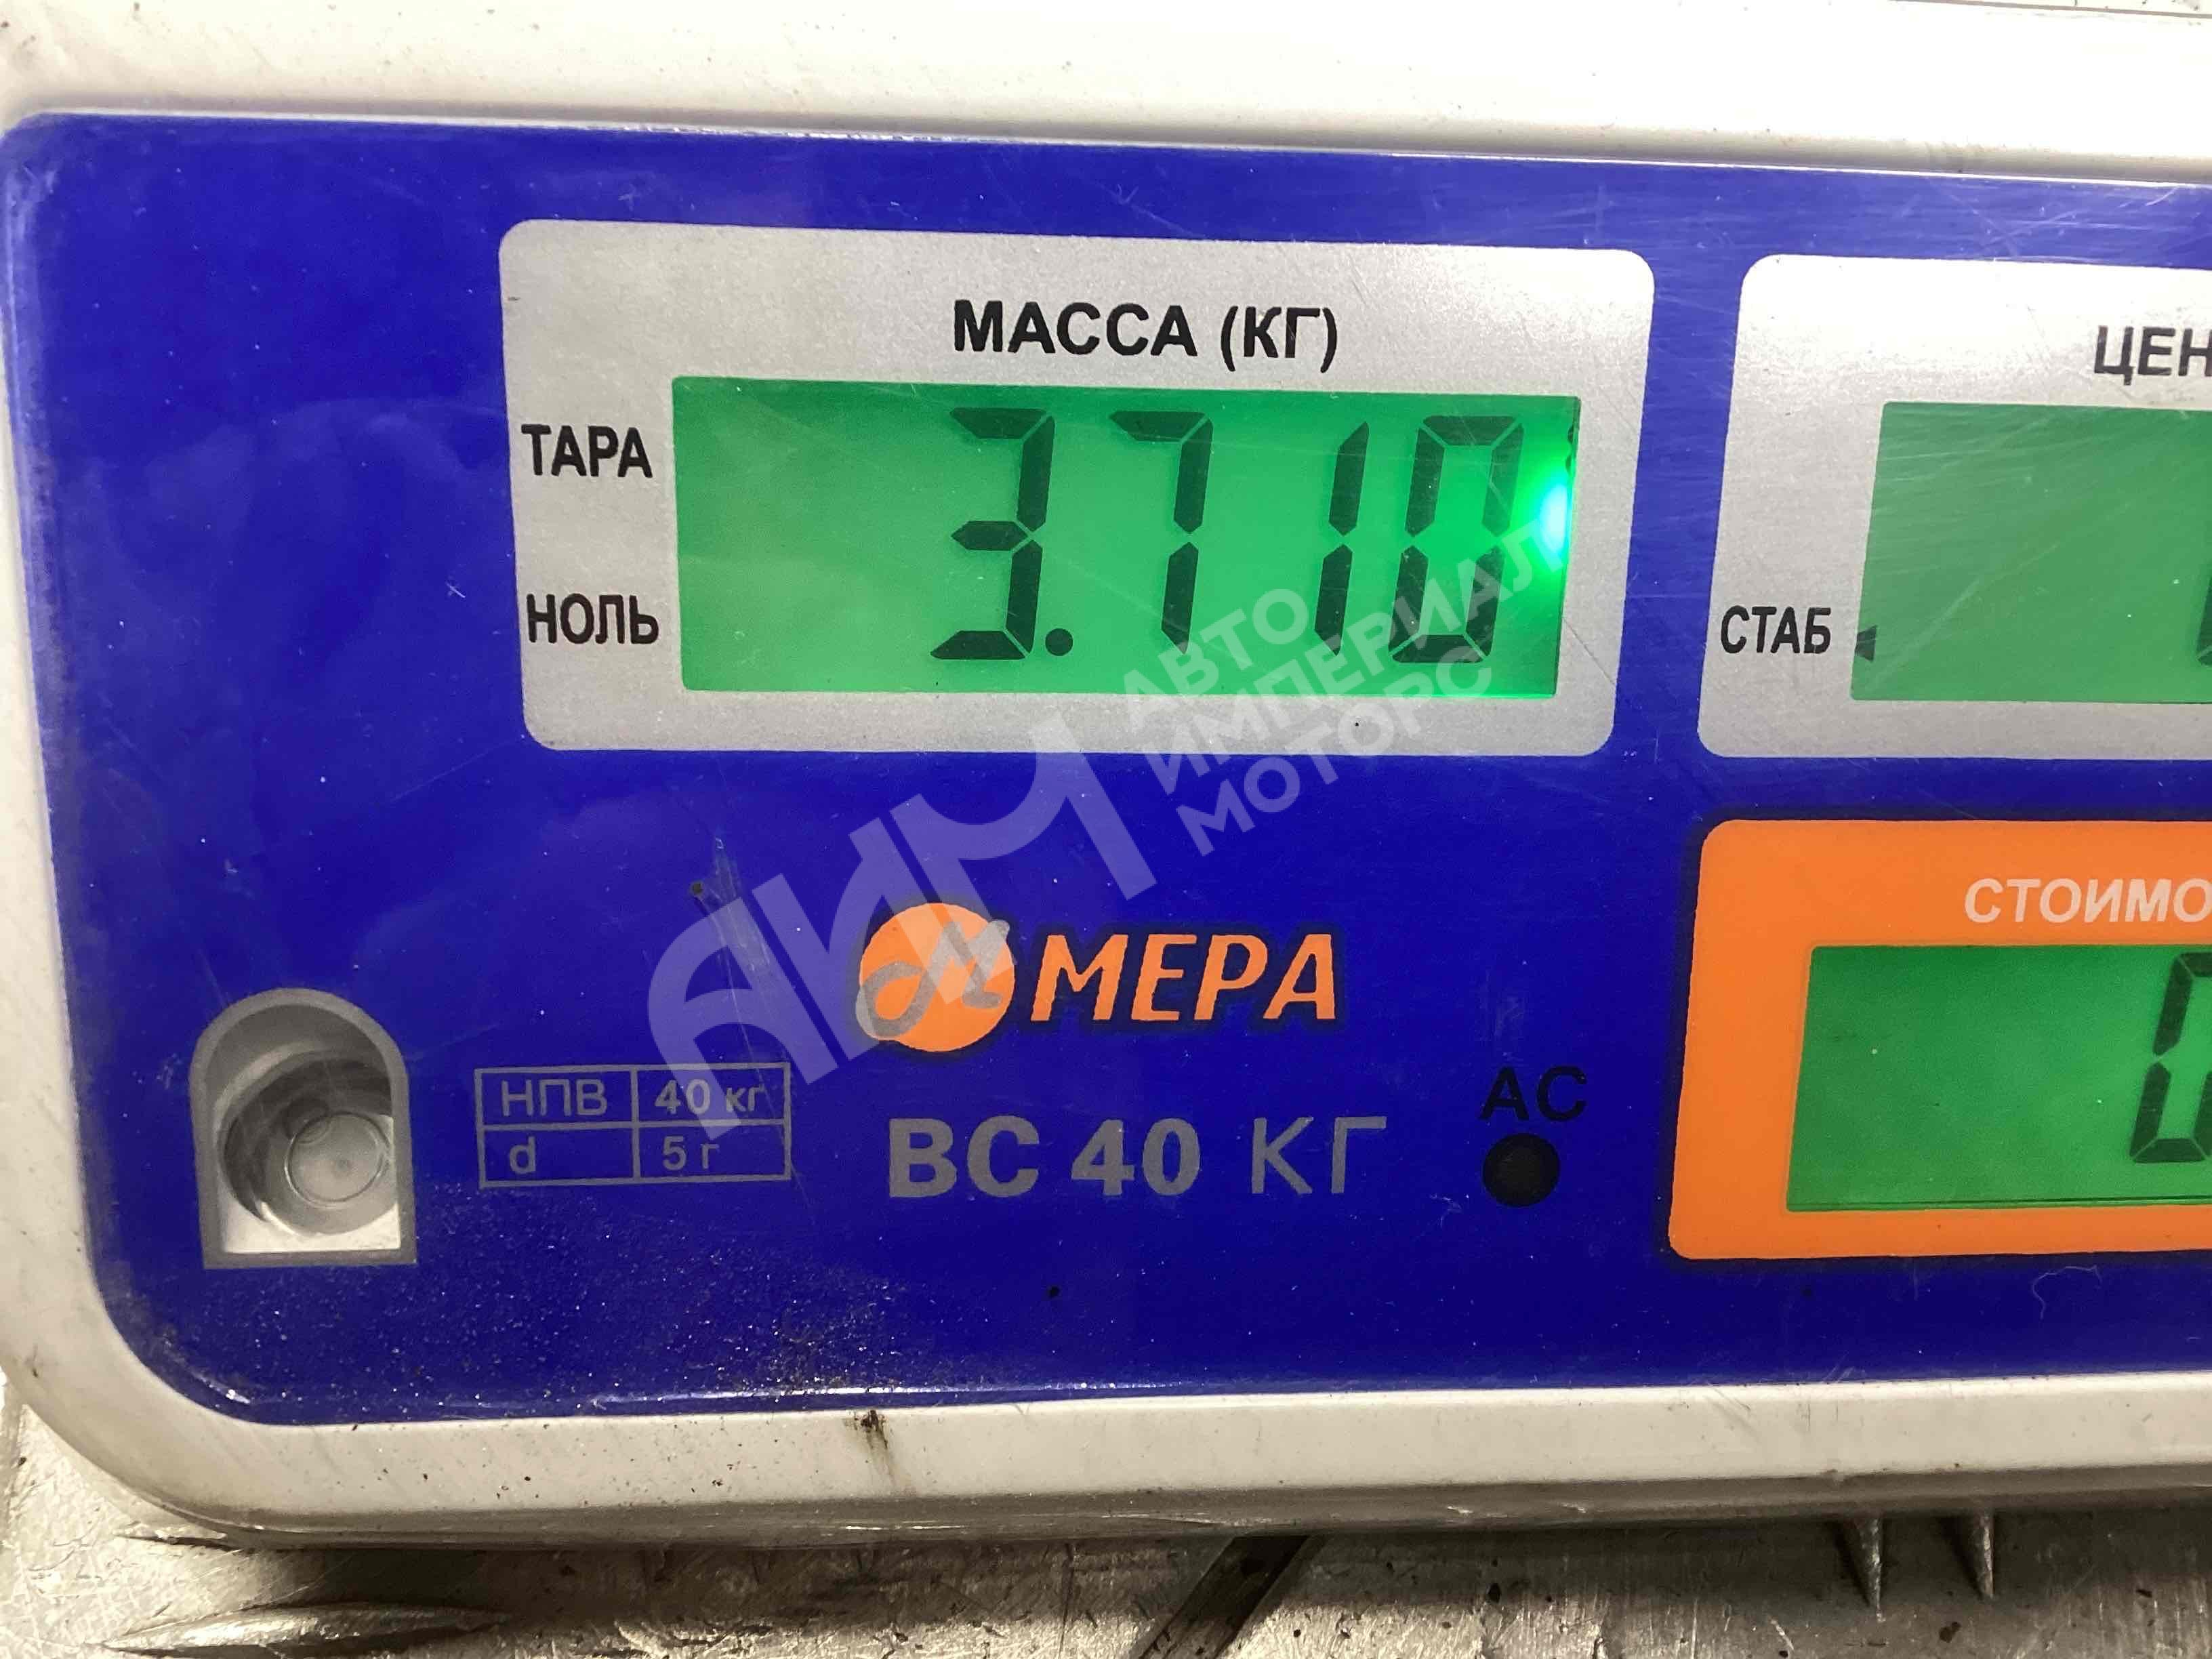 МАССА (КГ)
ЦЕН
ТАРА
3.710
НОЛЬ
СТАБ
АВТО
ИМПЕРИАЛ
МОТОРС
АИМ
СТОИМО
МЕРА
НПВ 40 кг
d 5 г
ВС 40 КГ
АС